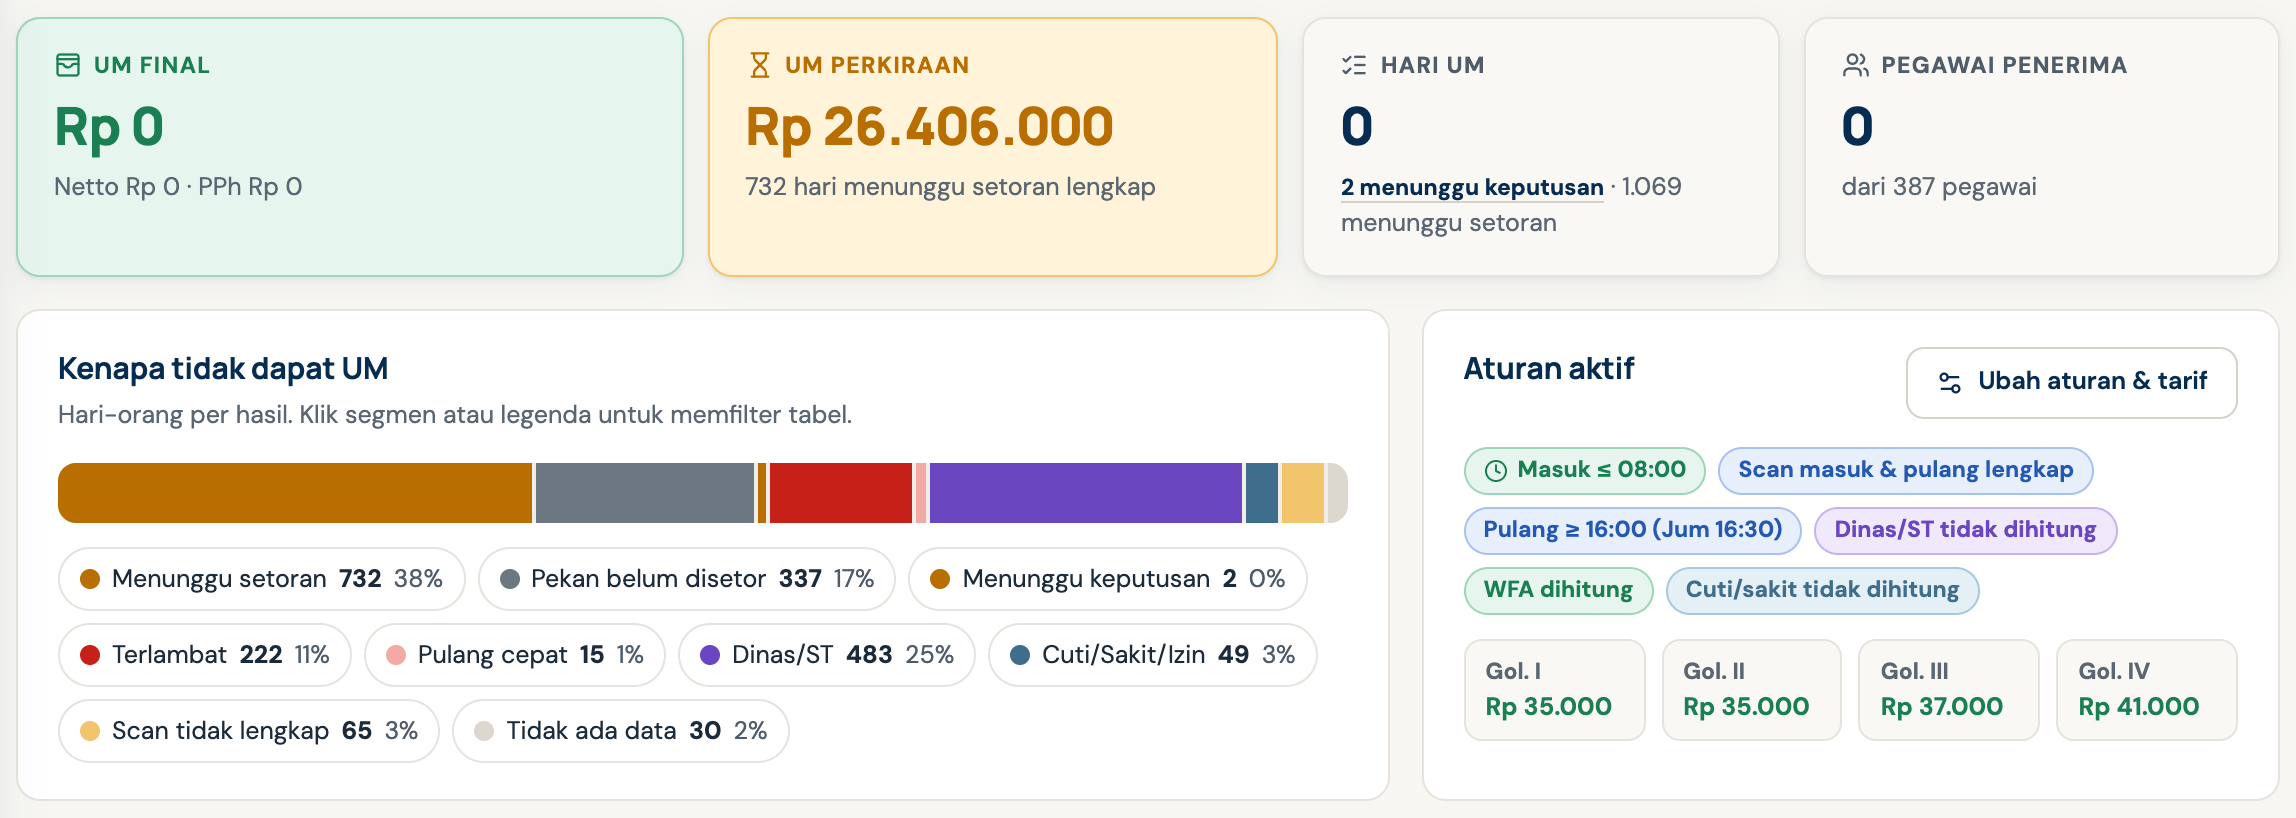 UM FINAL
Rp 0
Netto Rp 0 · PPh Rp 0
UM PERKIRAAN
Rp 26.406.000
732 hari menunggu setoran lengkap
HARI UM
0
2 menunggu keputusan · 1.069
menunggu setoran
PEGAWAI PENERIMA
0
dari 387 pegawai
Kenapa tidak dapat UM
Hari-orang per hasil. Klik segmen atau legenda untuk memfilter tabel.
Menunggu setoran 732 38%
Pekan belum disetor 337 17%
Menunggu keputusan 2 0%
Terlambat 222 11%
Pulang cepat 15 1%
Dinas/ST 483 25%
Cuti/Sakit/Izin 49 3%
Scan tidak lengkap 65 3%
Tidak ada data 30 2%
Aturan aktif
Ubah aturan & tarif
Masuk ≤ 08:00
Scan masuk & pulang lengkap
Pulang ≥ 16:00 (Jum 16:30)
Dinas/ST tidak dihitung
WFA dihitung
Cuti/sakit tidak dihitung
Gol. I
Rp 35.000
Gol. II
Rp 35.000
Gol. III
Rp 37.000
Gol. IV
Rp 41.000